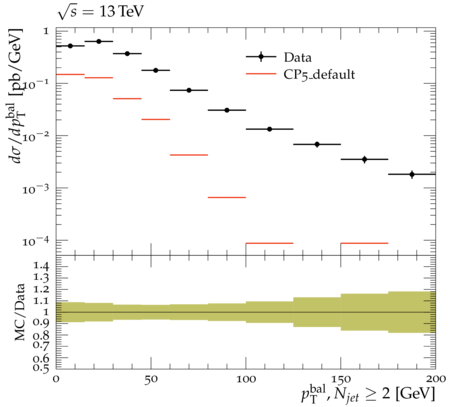 √s = 13 TeV
dσ/dp_T^bal [pb/GeV]
1
10⁻¹
10⁻²
10⁻³
10⁻⁴
Data
CP5_default
MC/Data
1.4
1.3
1.2
1.1
1
0.9
0.8
0.7
0.6
0.5
0 50 100 150 200
p_T^bal, N_jet ≥ 2 [GeV]